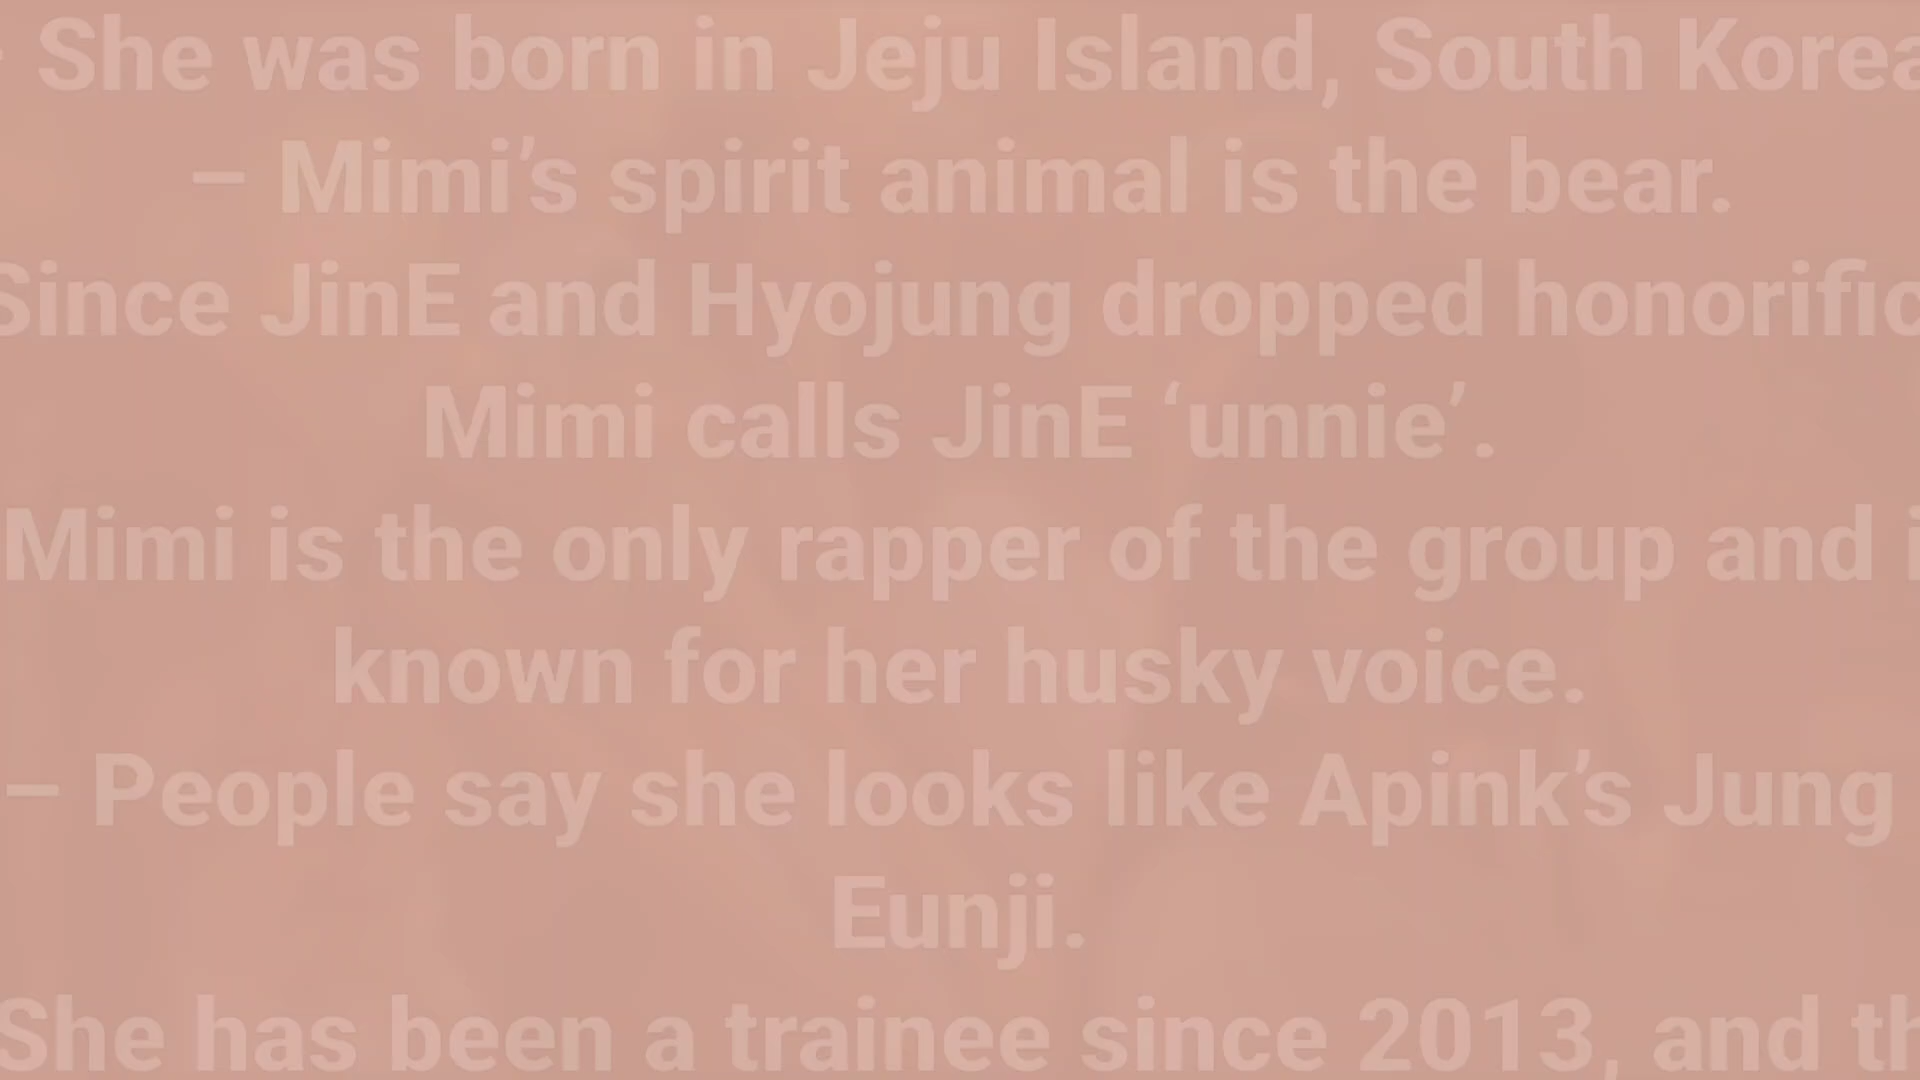 She was born in Jeju Island, South Korea
– Mimi’s spirit animal is the bear.
Since JinE and Hyojung dropped honorific
Mimi calls JinE ‘unnie’.
Mimi is the only rapper of the group and
known for her husky voice.
– People say she looks like Apink’s Jung
Eunji.
She has been a trainee since 2013, and